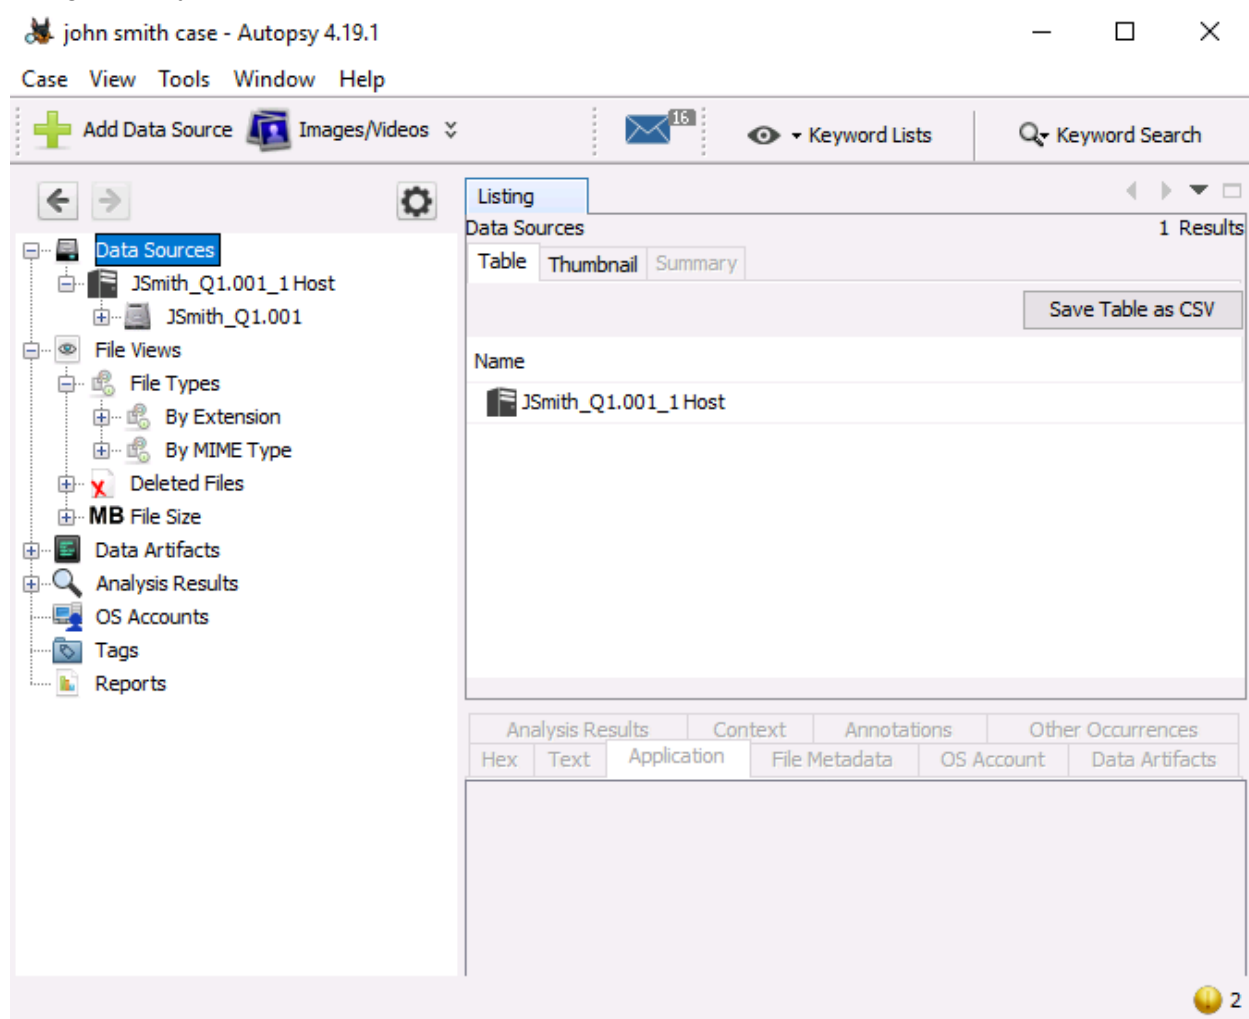 john smith case - Autopsy 4.19.1
Case View Tools Window Help
Add Data Source Images/Videos 16 Keyword Lists Keyword Search
Listing
Data Sources 1 Results
Table Thumbnail Summary
Save Table as CSV
Name
JSmith_Q1.001_1 Host
Data Sources
JSmith_Q1.001_1 Host
JSmith_Q1.001
File Views
File Types
By Extension
By MIME Type
Deleted Files
MB File Size
Data Artifacts
Analysis Results
OS Accounts
Tags
Reports
Analysis Results Context Annotations Other Occurrences
Hex Text Application File Metadata OS Account Data Artifacts
2